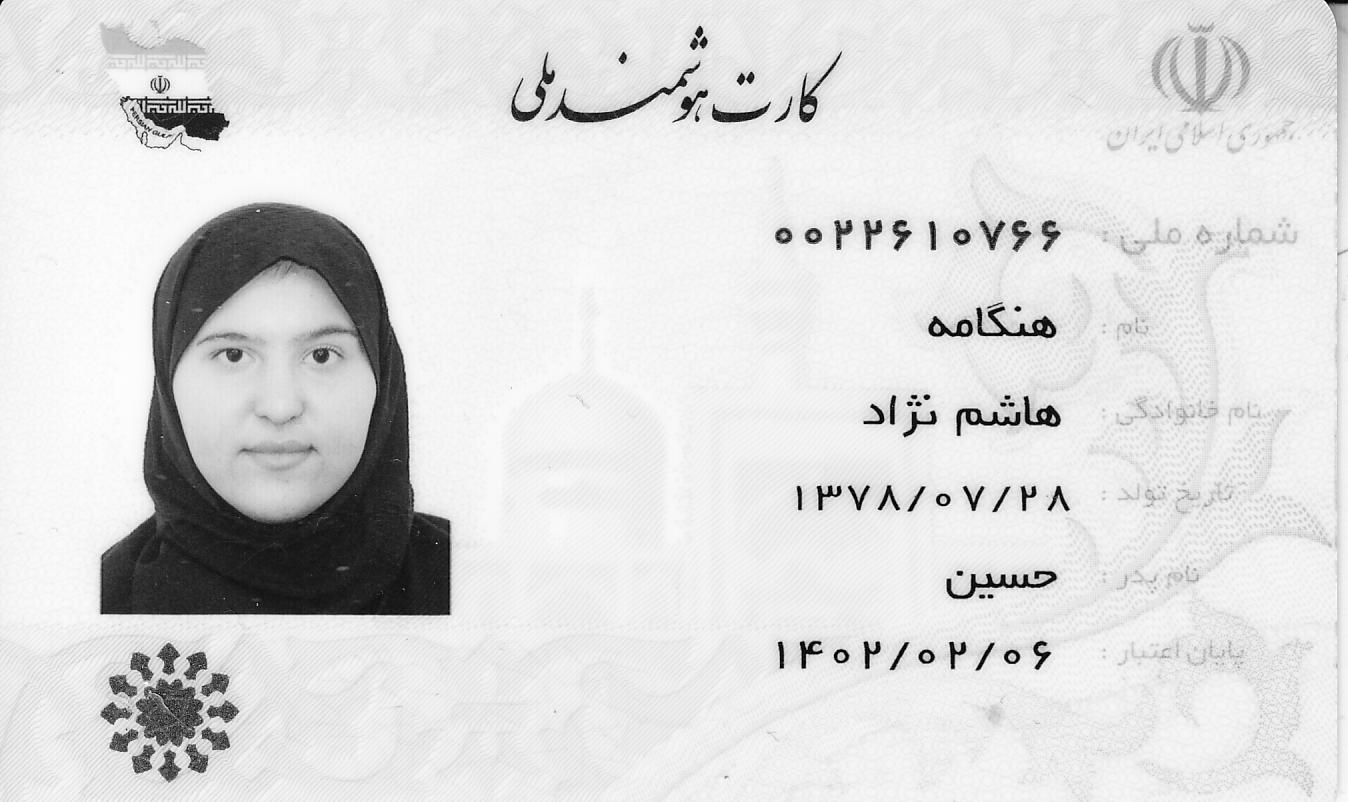 کارت هوشمند ملی
جمهوری اسلامی ایران
شماره ملی : ۰۰۲۲۶۱۰۷۶۶
نام : هنگامه
نام خانوادگی : هاشم نژاد
تاریخ تولد : ۱۳۷۸/۰۷/۲۸
نام پدر : حسین
پایان اعتبار : ۱۴۰۲/۰۲/۰۶
PERSIAN GULF